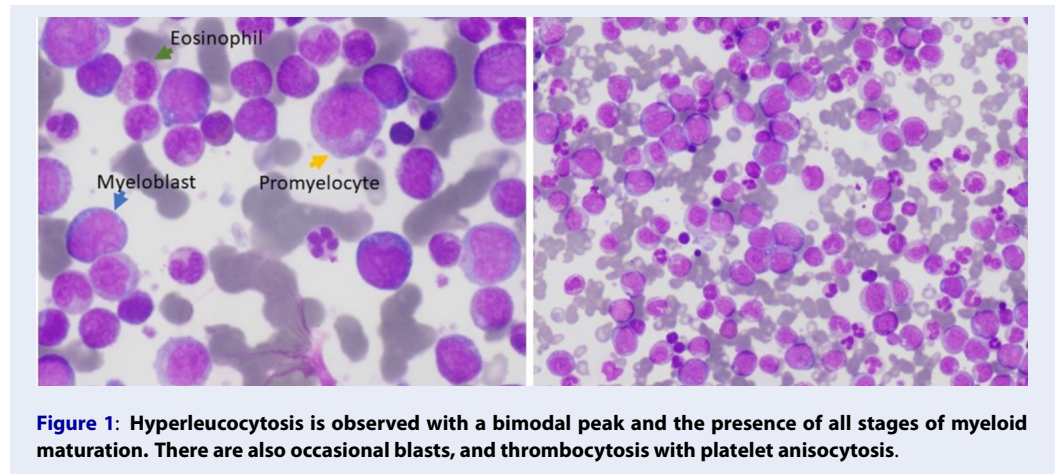 Eosinophil
Myeloblast
Promyelocyte
Figure 1: Hyperleucocytosis is observed with a bimodal peak and the presence of all stages of myeloid
maturation. There are also occasional blasts, and thrombocytosis with platelet anisocytosis.